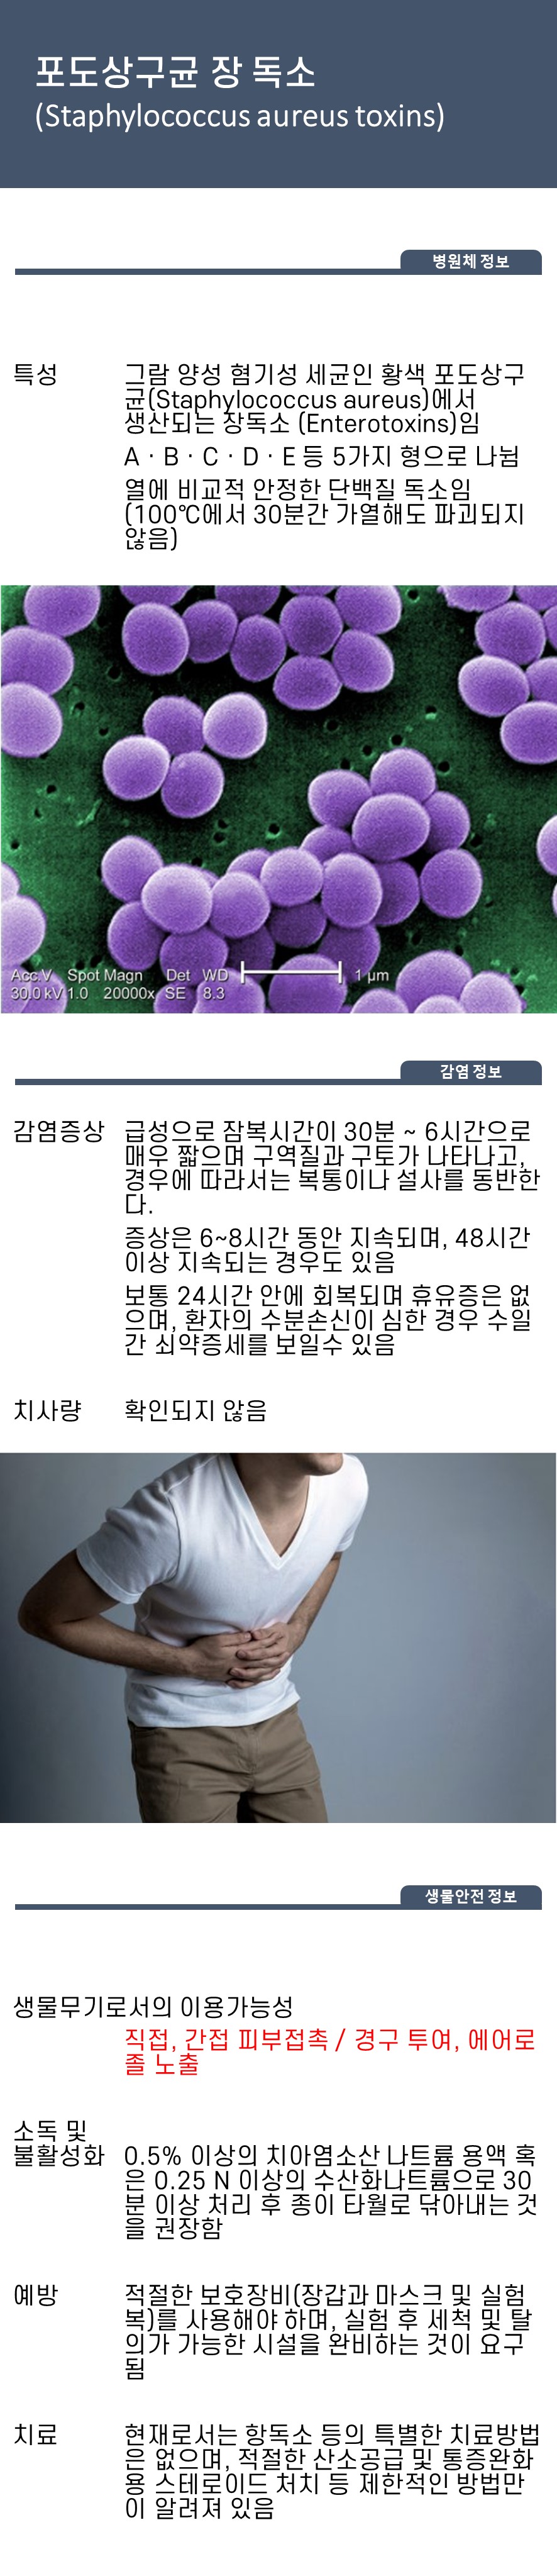 포도상구균 장 독소
(Staphylococcus aureus toxins)
병원체 정보
특성
그람 양성 혐기성 세균인 황색 포도상구
균(Staphylococcus aureus)에서
생산되는 장독소 (Enterotoxins)임
A · B · C · D · E 등 5가지 형으로 나뉨
열에 비교적 안정한 단백질 독소임
(100℃에서 30분간 가열해도 파괴되지
않음)
Acc.V Spot Magn Det WD 1 µm
30.0 kV 1.0 20000x SE 8.3
감염 정보
감염증상
급성으로 잠복시간이 30분 ~ 6시간으로
매우 짧으며 구역질과 구토가 나타나고,
경우에 따라서는 복통이나 설사를 동반한
다.
증상은 6~8시간 동안 지속되며, 48시간
이상 지속되는 경우도 있음
보통 24시간 안에 회복되며 휴유증은 없
으며, 환자의 수분손신이 심한 경우 수일
간 쇠약증세를 보일수 있음
치사량
확인되지 않음
생물안전 정보
생물무기로서의 이용가능성
직접, 간접 피부접촉 / 경구 투여, 에어로
졸 노출
소독 및
불활성화
0.5% 이상의 치아염소산 나트륨 용액 혹
은 0.25 N 이상의 수산화나트륨으로 30
분 이상 처리 후 종이 타월로 닦아내는 것
을 권장함
예방
적절한 보호장비(장갑과 마스크 및 실험
복)를 사용해야 하며, 실험 후 세척 및 탈
의가 가능한 시설을 완비하는 것이 요구
됨
치료
현재로서는 항독소 등의 특별한 치료방법
은 없으며, 적절한 산소공급 및 통증완화
용 스테로이드 처치 등 제한적인 방법만
이 알려져 있음